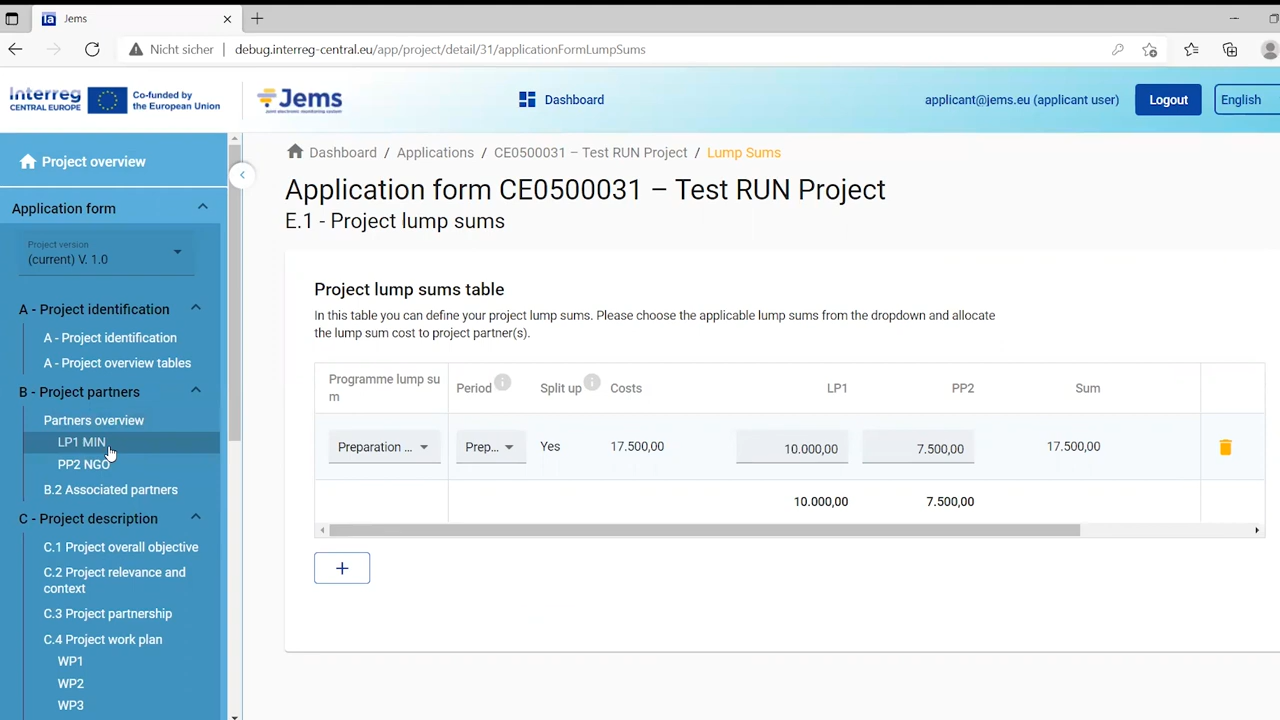 Jems
Nicht sicher
debug.interreg-central.eu/app/project/detail/31/applicationFormLumpSums
Interreg
CENTRAL EUROPE
Co-funded by
the European Union
Jems
Jems electronic monitoring system
Dashboard
applicant@jems.eu (applicant user)
Logout
English
Project overview
Application form
Project version
(current) V. 1.0
A - Project identification
A - Project identification
A - Project overview tables
B - Project partners
Partners overview
LP1 MIN
PP2 NGO
B.2 Associated partners
C - Project description
C.1 Project overall objective
C.2 Project relevance and
context
C.3 Project partnership
C.4 Project work plan
WP1
WP2
WP3
Dashboard / Applications / CE0500031 – Test RUN Project / Lump Sums
Application form CE0500031 – Test RUN Project
E.1 - Project lump sums
Project lump sums table
In this table you can define your project lump sums. Please choose the applicable lump sums from the dropdown and allocate
the lump sum cost to project partner(s).
Programme lump su
m
Period Split up Costs LP1 PP2 Sum
Preparation ... Prep... Yes 17.500,00 10.000,00 7.500,00 17.500,00
10.000,00 7.500,00
+